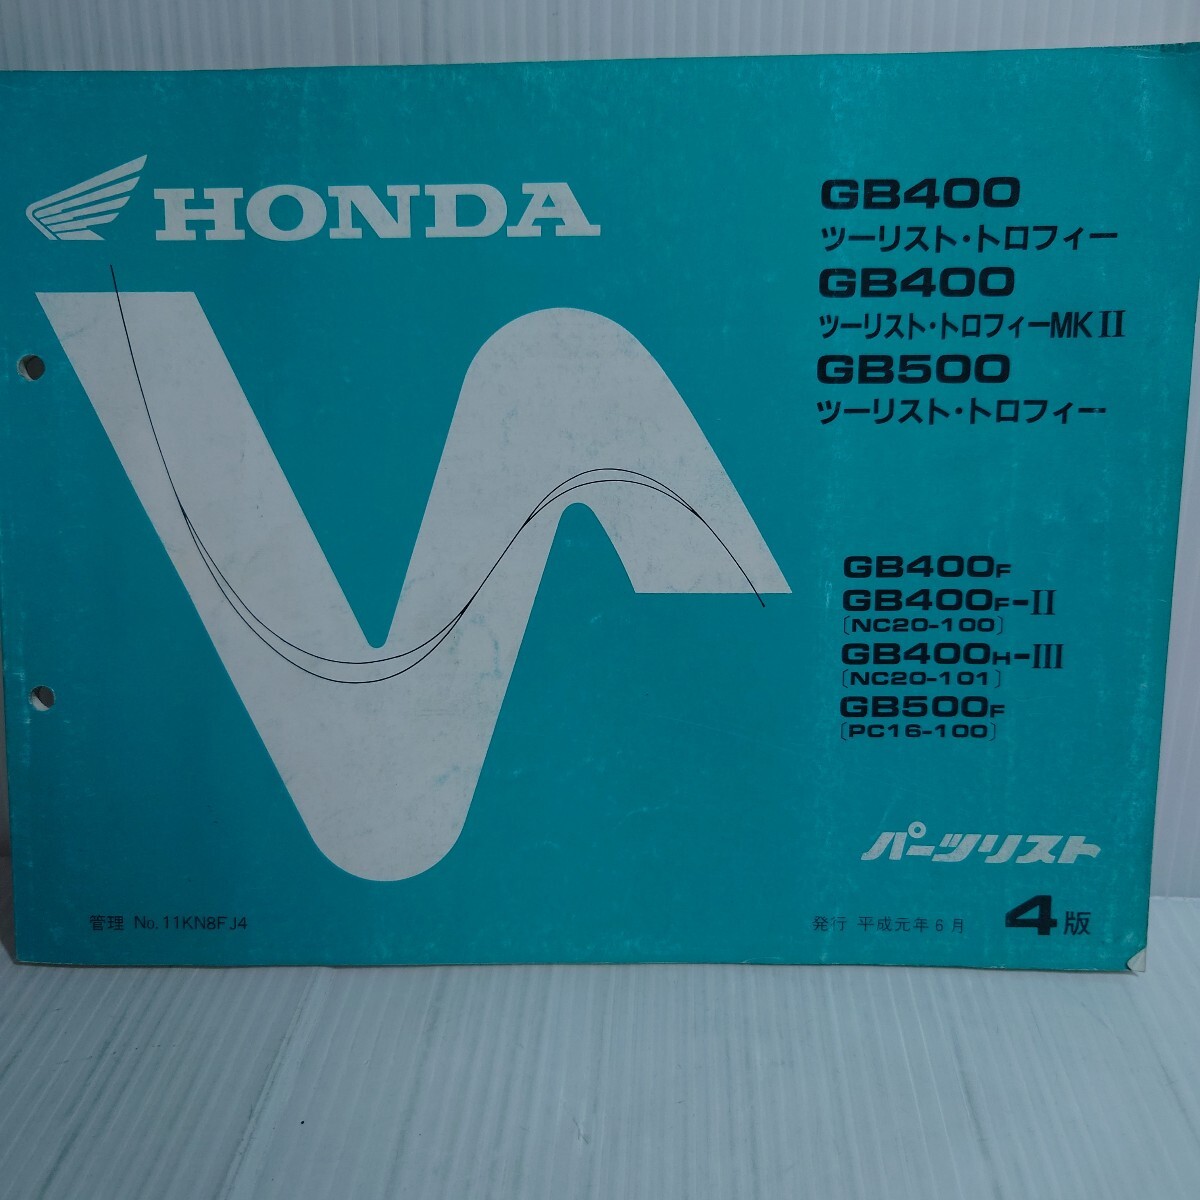 HONDA
GB400
ツーリスト・トロフィー
GB400
ツーリスト・トロフィーMKⅡ
GB500
ツーリスト・トロフィー
GB400F
GB400F-Ⅱ
〔NC20-100〕
GB400H-Ⅲ
〔NC20-101〕
GB500F
〔PC16-100〕
パーツリスト
管理 No. 11KN8FJ4
発行 平成元年6月 4版